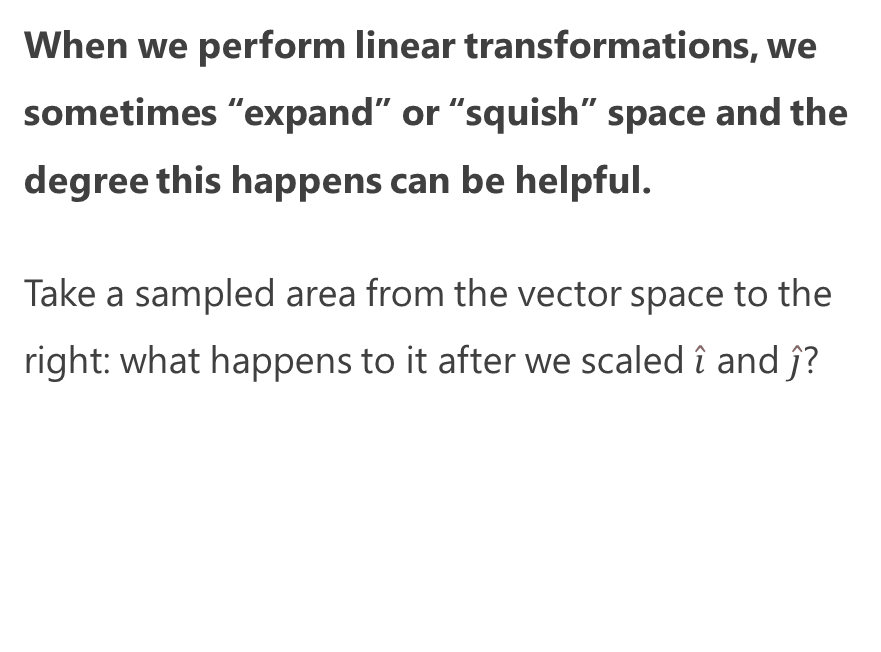 When we perform linear transformations, we
sometimes “expand” or “squish” space and the
degree this happens can be helpful.
Take a sampled area from the vector space to the
right: what happens to it after we scaled î and ĵ?